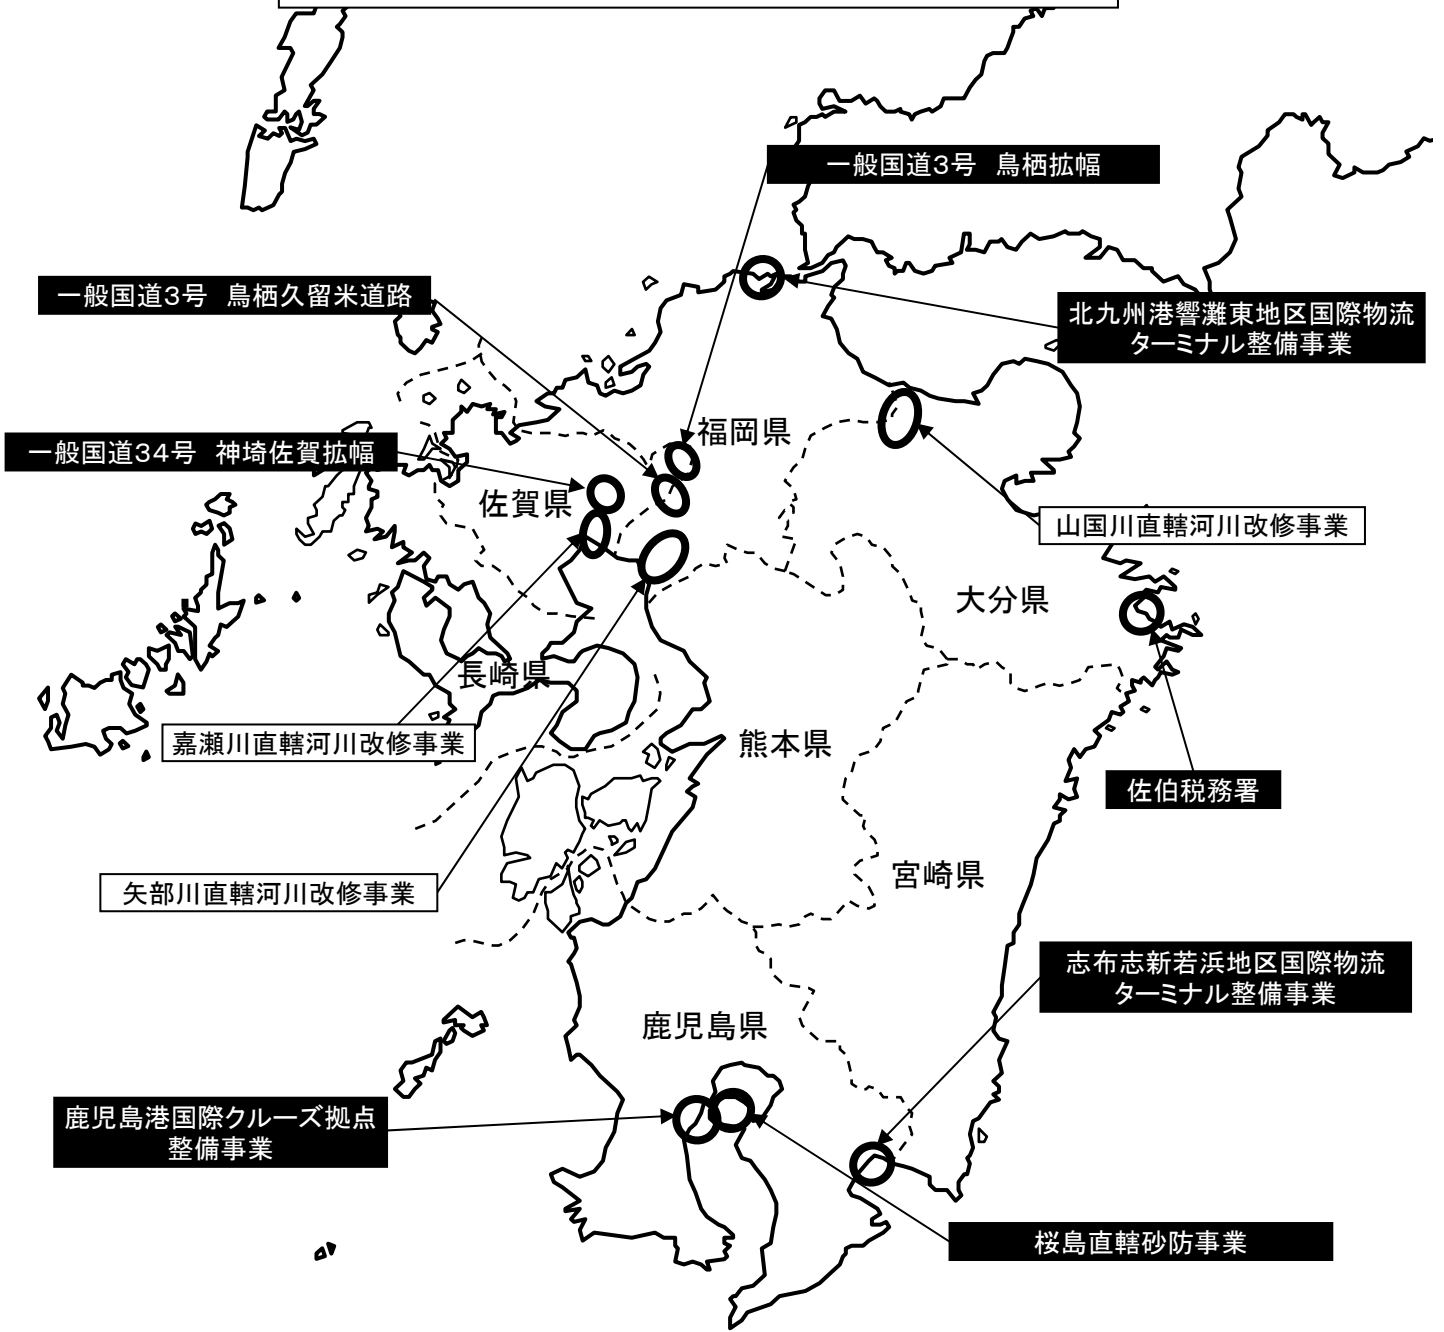 一般国道3号 鳥栖拡幅
一般国道3号 鳥栖久留米道路
北九州港響灘東地区国際物流
ターミナル整備事業
福岡県
一般国道34号 神埼佐賀拡幅
佐賀県
山国川直轄河川改修事業
大分県
長崎県
嘉瀬川直轄河川改修事業
熊本県
佐伯税務署
矢部川直轄河川改修事業
宮崎県
志布志新若浜地区国際物流
ターミナル整備事業
鹿児島県
鹿児島港国際クルーズ拠点
整備事業
桜島直轄砂防事業